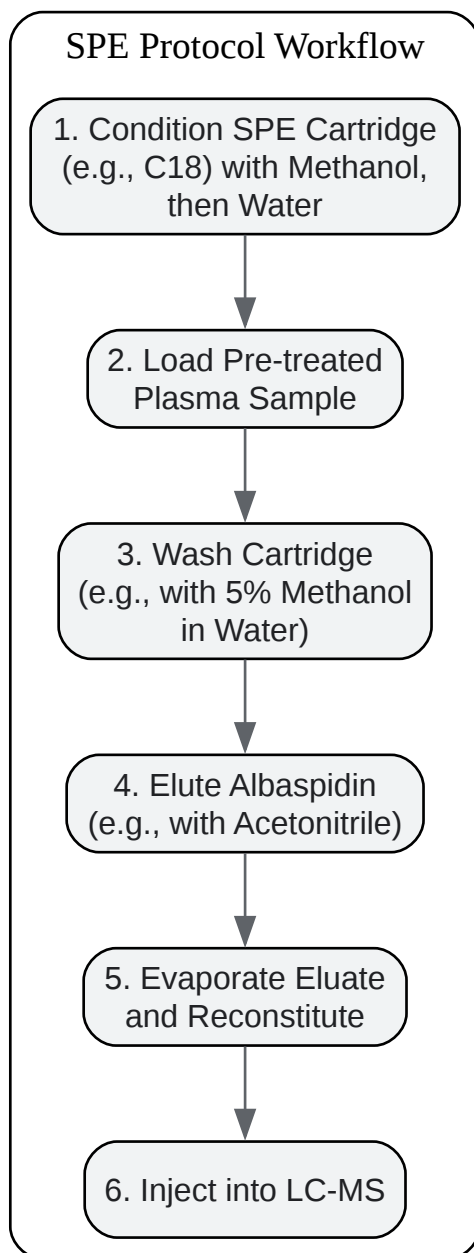 SPE Protocol Workflow
1. Condition SPE Cartridge
(e.g., C18) with Methanol,
then Water
2. Load Pre-treated
Plasma Sample
3. Wash Cartridge
(e.g., with 5% Methanol
in Water)
4. Elute Albaspidin
(e.g., with Acetonitrile)
5. Evaporate Eluate
and Reconstitute
6. Inject into LC-MS